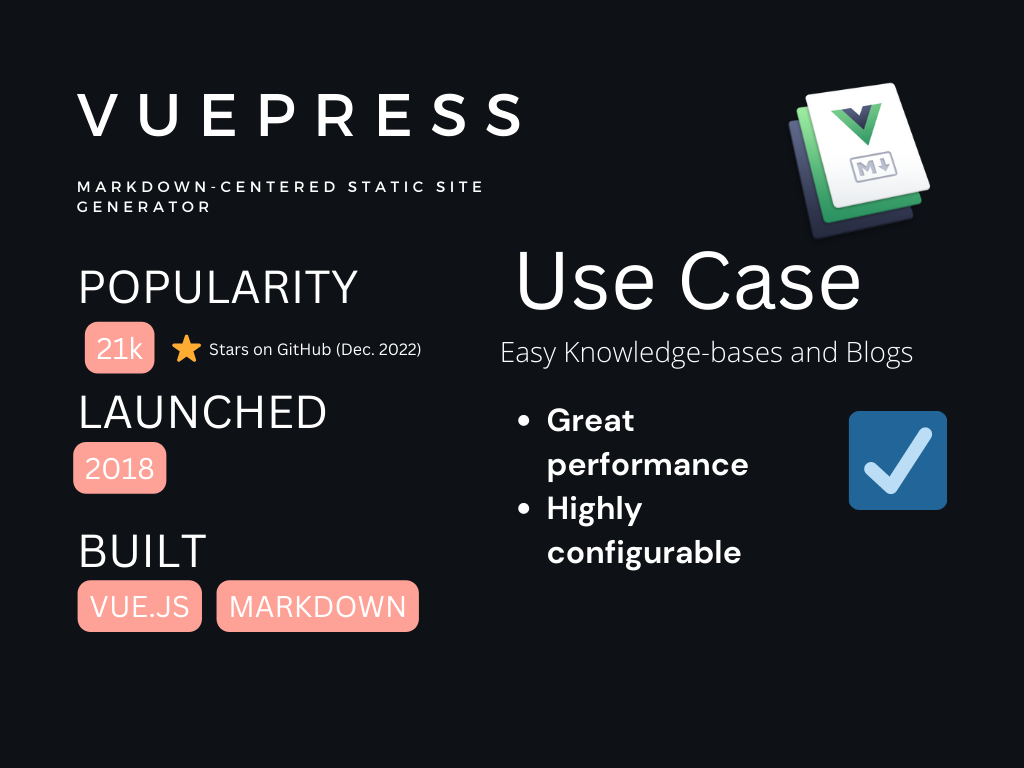 VUEPRESS
MARKDOWN-CENTERED STATIC SITE
GENERATOR
POPULARITY
21k
Stars on GitHub (Dec. 2022)
LAUNCHED
2018
BUILT
VUE.JS MARKDOWN
M
Use Case
Easy Knowledge-bases and Blogs
• Great
performance
• Highly
configurable